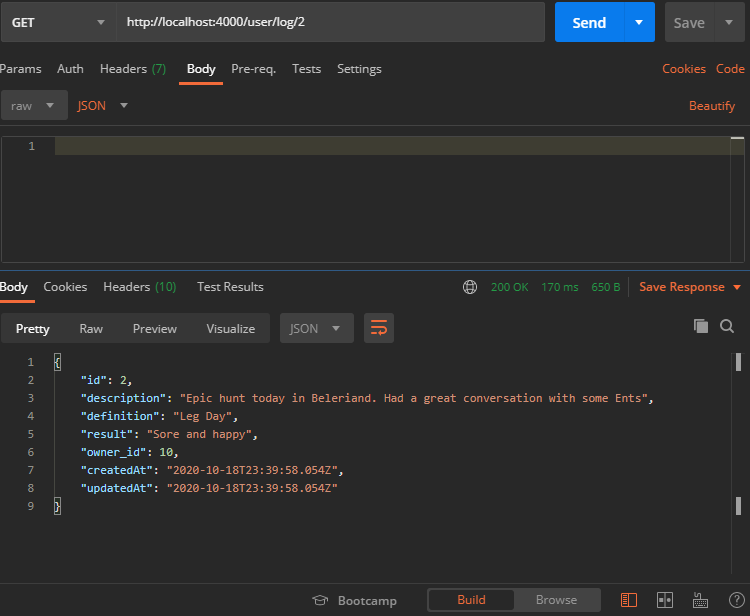 GET http://localhost:4000/user/log/2 Send Save
Params Auth Headers (7) Body Pre-req. Tests Settings Cookies Code
raw JSON Beautify
1
Body Cookies Headers (10) Test Results 200 OK 170 ms 650 B Save Response
Pretty Raw Preview Visualize JSON
1 {
2 "id": 2,
3 "description": "Epic hunt today in Beleriand. Had a great conversation with some Ents",
4 "definition": "Leg Day",
5 "result": "Sore and happy",
6 "owner_id": 10,
7 "createdAt": "2020-10-18T23:39:58.054Z",
8 "updatedAt": "2020-10-18T23:39:58.054Z"
9 }
Bootcamp Build Browse